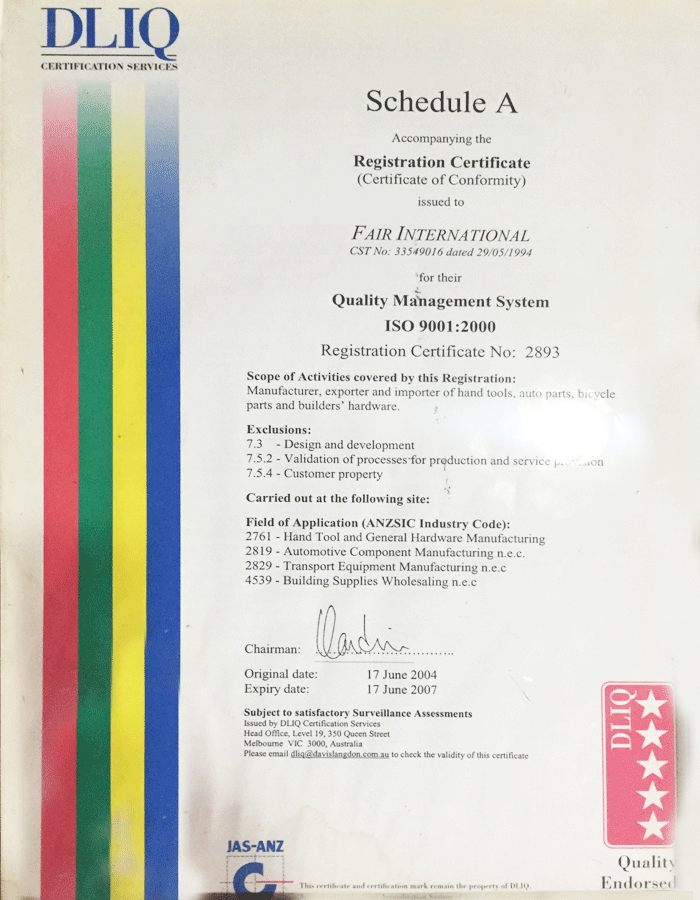 DLIQ
CERTIFICATION SERVICES
Schedule A
Accompanying the
Registration Certificate
(Certificate of Conformity)
issued to
FAIR INTERNATIONAL
CST No: 33549016 dated 29/05/1994
for their
Quality Management System
ISO 9001:2000
Registration Certificate No: 2893
Scope of Activities covered by this Registration:
Manufacturer, exporter and importer of hand tools, auto parts, bicycle
parts and builders' hardware.
Exclusions:
7.3 - Design and development
7.5.2 - Validation of processes for production and service
7.5.4 - Customer property
Carried out at the following site:
Field of Application (ANZSIC Industry Code):
2761 - Hand Tool and General Hardware Manufacturing
2819 - Automotive Component Manufacturing n.e.c.
2829 - Transport Equipment Manufacturing n.e.c
4539 - Building Supplies Wholesaling n.e.c
Chairman:
Original date: 17 June 2004
Expiry date: 17 June 2007
Subject to satisfactory Surveillance Assessments
Issued by DLIQ Certification Services
Head Office, Level 19, 350 Queen Street
Melbourne VIC 3000, Australia
Please email dliq@davislangdon.com.au to check the validity of this certificate
DLIQ
Quality
Endorsed
JAS-ANZ
This certificate and certification mark remain the property of DLIQ.